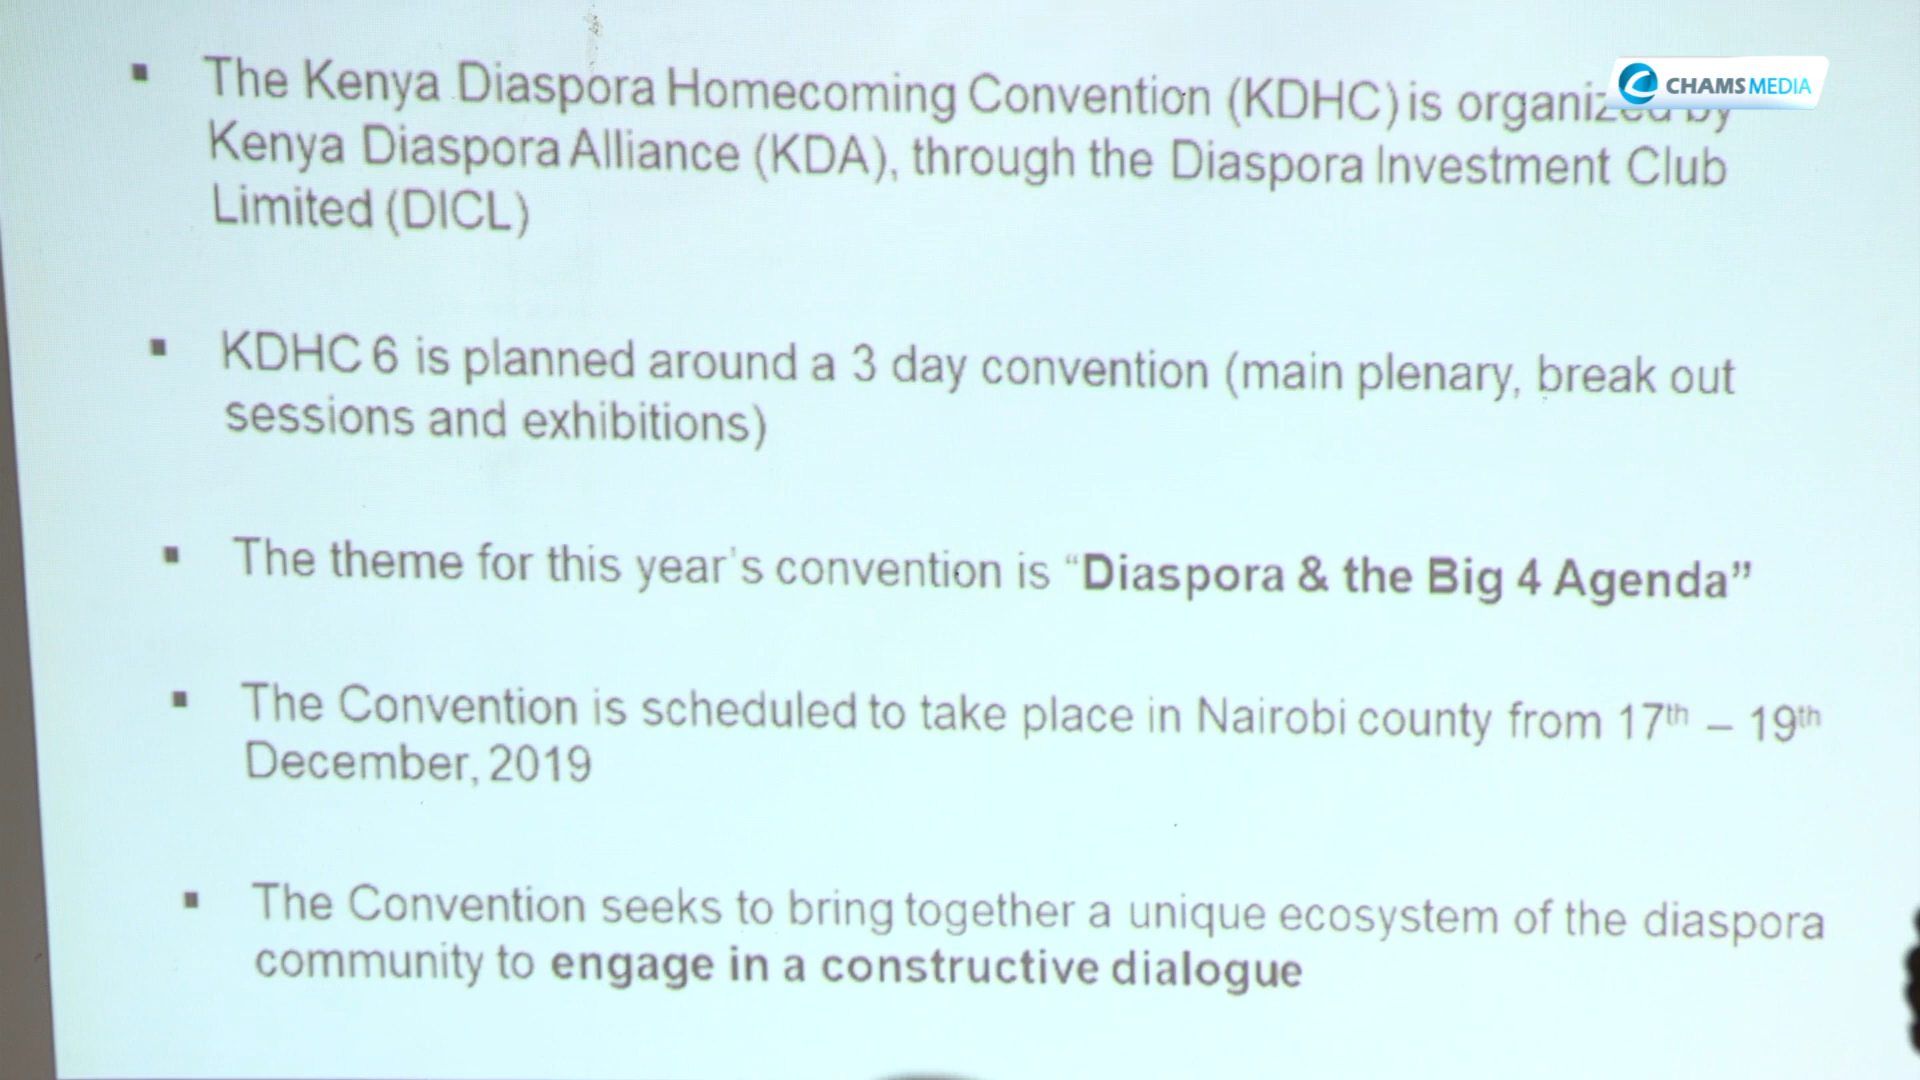 ▪ The Kenya Diaspora Homecoming Convention (KDHC) is organized by
Kenya Diaspora Alliance (KDA), through the Diaspora Investment Club
Limited (DICL)
▪ KDHC 6 is planned around a 3 day convention (main plenary, break out
sessions and exhibitions)
▪ The theme for this year's convention is “Diaspora & the Big 4 Agenda”
▪ The Convention is scheduled to take place in Nairobi county from 17th – 19th
December, 2019
▪ The Convention seeks to bring together a unique ecosystem of the diaspora
community to engage in a constructive dialogue
CHAMSMEDIA